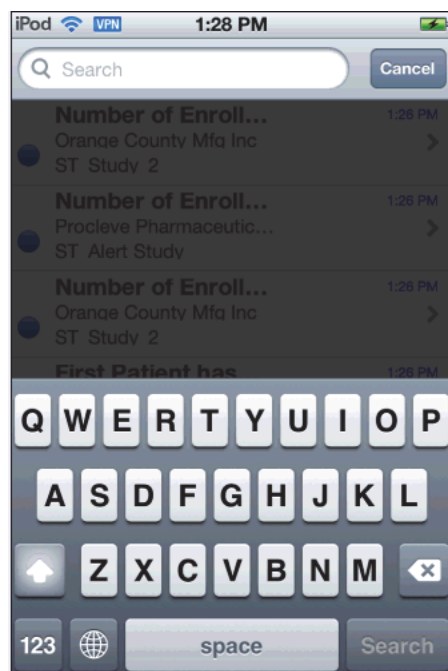 iPod VPN 1:28 PM
Search Cancel
Number of Enroll... 1:26 PM
Orange County Mfg Inc
ST Study 2
Number of Enroll... 1:26 PM
Procleve Pharmaceutic...
ST Alert Study
Number of Enroll... 1:26 PM
Orange County Mfg Inc
ST Study 2
First Patient has 1:26 PM
Q W E R T Y U I O P
A S D F G H J K L
Z X C V B N M
123 space Search